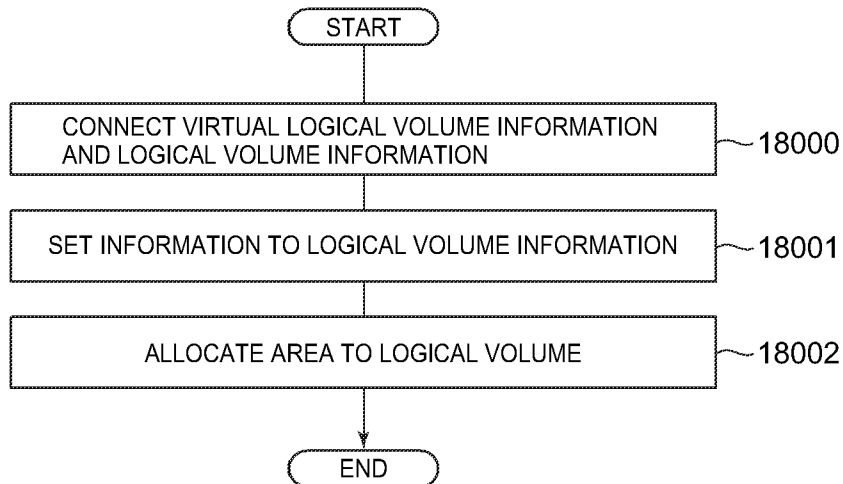 START
CONNECT VIRTUAL LOGICAL VOLUME INFORMATION
AND LOGICAL VOLUME INFORMATION
18000
SET INFORMATION TO LOGICAL VOLUME INFORMATION
18001
ALLOCATE AREA TO LOGICAL VOLUME
18002
END